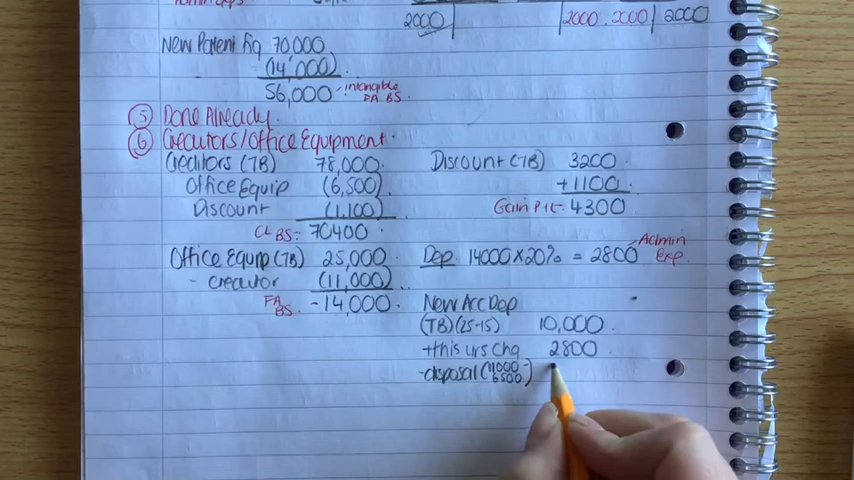 2000 2000 . 2000 2000
New Patent fig 70,000
(14,000)
56,000 - intangible
FA BS.
5 Done Already
6 Creditors/Office Equipment
Creditors (TB) 78,000 Discount (TB) 3200
Office Equip (6,500) +1100
Discount (1,100) Gain P+L - 4300
CL BS = 70400
Office Equip (TB) 25,000 Dep 14000 x 20% = 2800 Admin Exp
- creditor (11,000)
FA BS. - 14,000 New Acc Dep
(TB) (25-15) 10,000
+this yrs Chg 2800
-disposal (11000-
6500)